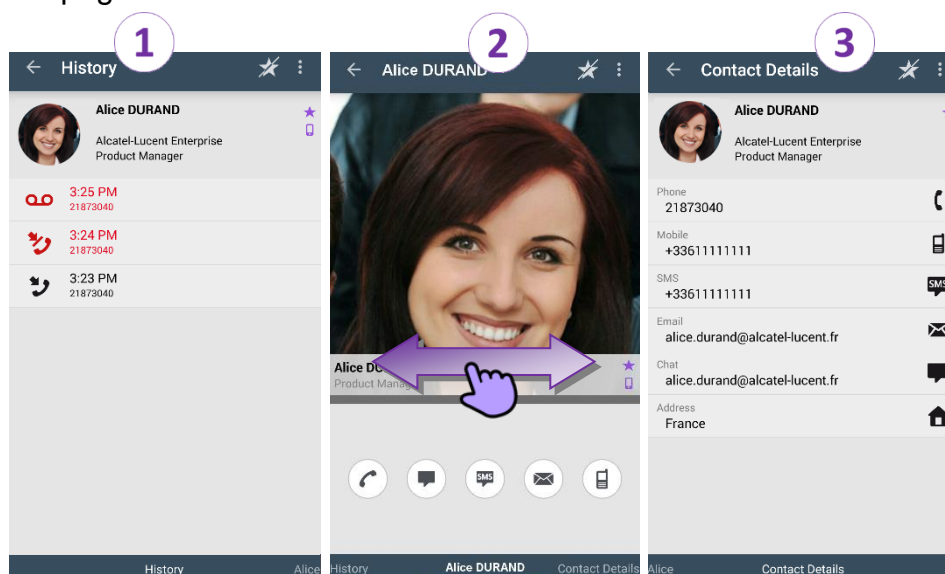 1
History
Alice DURAND
Alcatel-Lucent Enterprise
Product Manager
3:25 PM
21873040
3:24 PM
21873040
3:23 PM
21873040
History
Alice
2
Alice DURAND
Alice
Product
SMS
History
Alice DURAND
Contact Details
3
Contact Details
Alice DURAND
Alcatel-Lucent Enterprise
Product Manager
Phone
21873040
Mobile
+33611111111
SMS
+33611111111
SMS
Email
alice.durand@alcatel-lucent.fr
Chat
alice.durand@alcatel-lucent.fr
Address
France
Alice
Contact Details